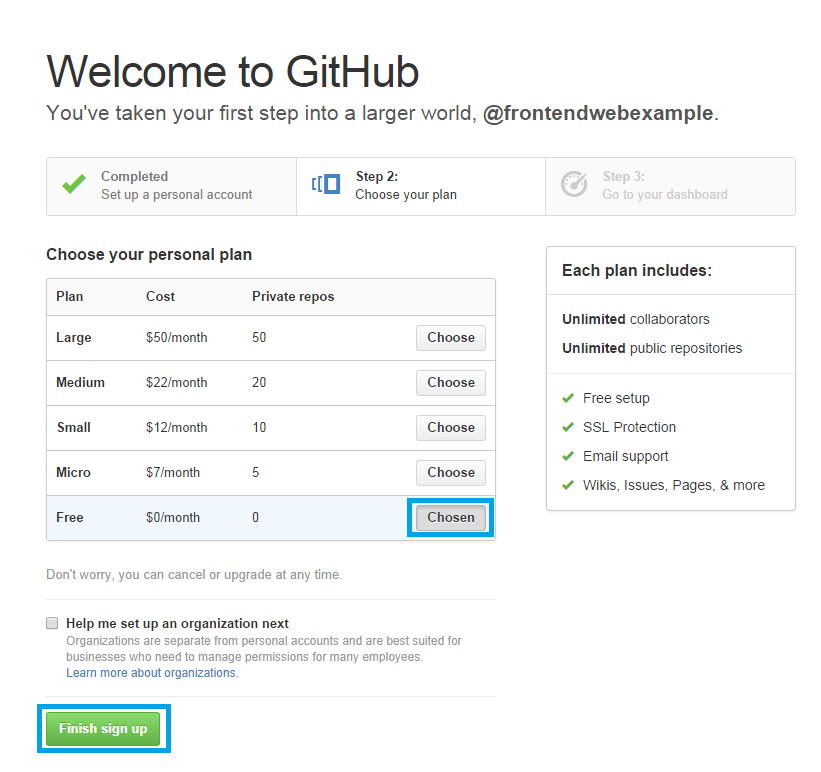 Welcome to GitHub
You've taken your first step into a larger world, @frontendwebexample.
Completed
Set up a personal account
Step 2:
Choose your plan
Step 3:
Go to your dashboard
Choose your personal plan
Plan Cost Private repos
Large $50/month 50 Choose
Medium $22/month 20 Choose
Small $12/month 10 Choose
Micro $7/month 5 Choose
Free $0/month 0 Chosen
Don't worry, you can cancel or upgrade at any time.
Help me set up an organization next
Organizations are separate from personal accounts and are best suited for
businesses who need to manage permissions for many employees.
Learn more about organizations.
Finish sign up
Each plan includes:
Unlimited collaborators
Unlimited public repositories
Free setup
SSL Protection
Email support
Wikis, Issues, Pages, & more